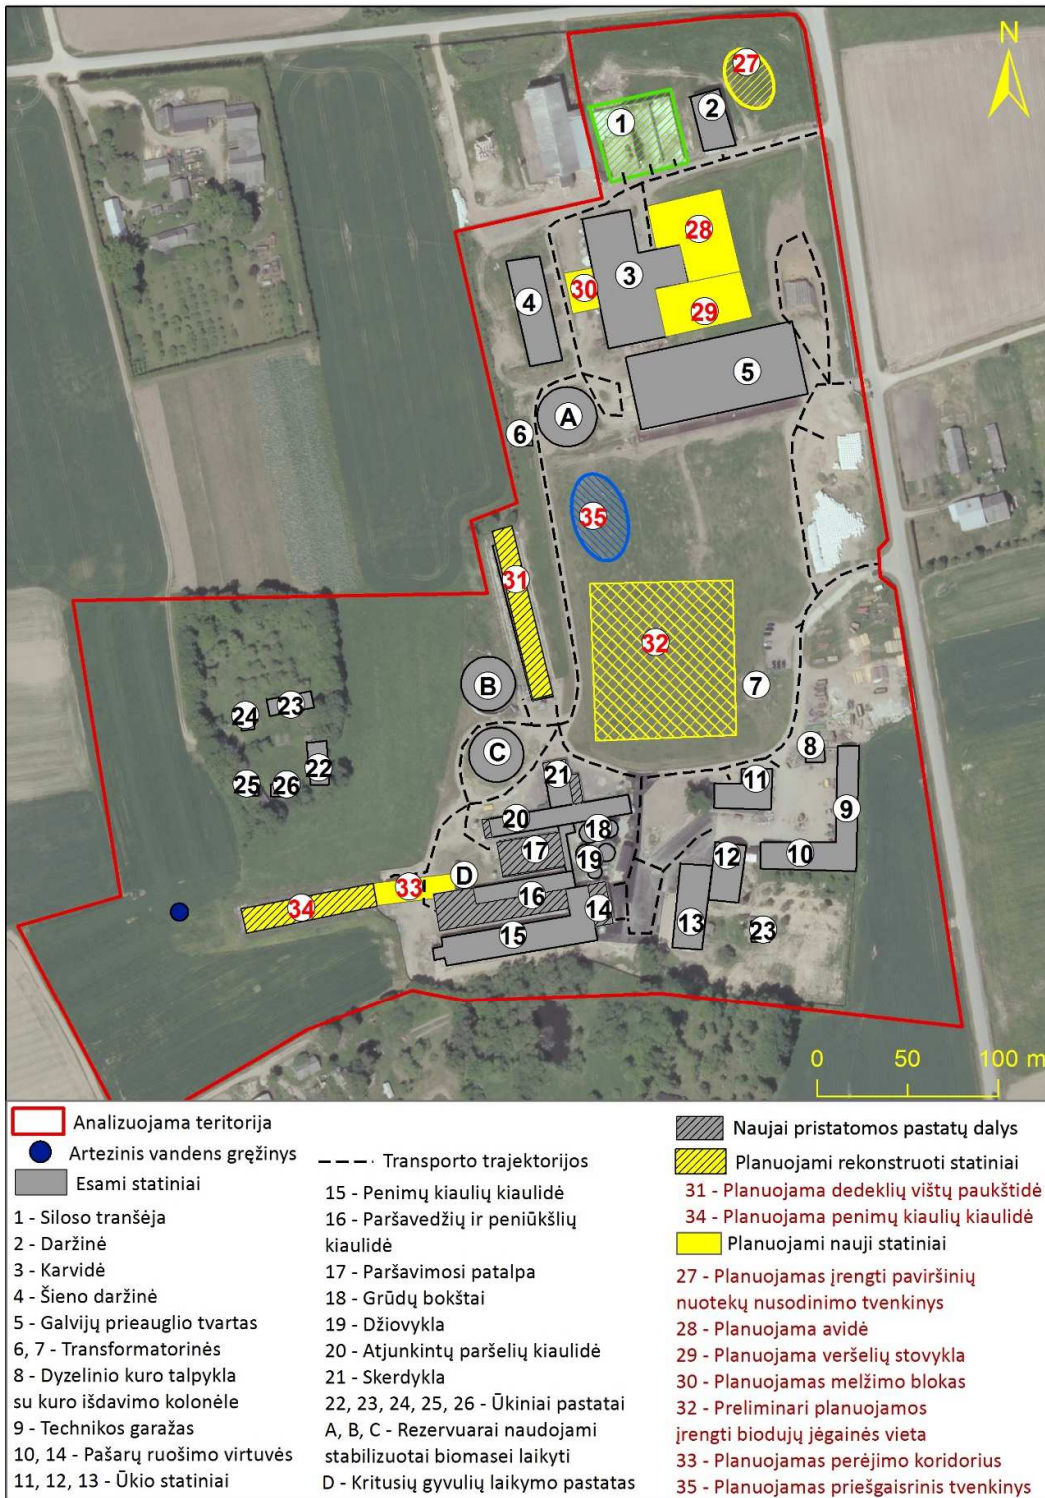 N
27
1
2
28
3
30
4
29
5
A
6
35
31
32
B
7
24
23
C
8
22
21
11
25
26
9
20
18
17
12
10
19
D
33
16
34
14
13
23
15
0 50 100 m
Analizuojama teritorija
Artezinis vandens gręžinys
Esami statiniai
1 - Siloso tranšėja
2 - Daržinė
3 - Karvidė
4 - Šieno daržinė
5 - Galvijų prieauglio tvartas
6, 7 - Transformatorinės
8 - Dyzelinio kuro talpykla
su kuro išdavimo kolonėle
9 - Technikos garažas
10, 14 - Pašarų ruošimo virtuvės
11, 12, 13 - Ūkio statiniai
Transporto trajektorijos
15 - Penimų kiaulių kiaulidė
16 - Paršavedžių ir peniūkšlių
kiaulidė
17 - Paršavimosi patalpa
18 - Grūdų bokštai
19 - Džiovykla
20 - Atjunkintų paršelių kiaulidė
21 - Skerdykla
22, 23, 24, 25, 26 - Ūkiniai pastatai
A, B, C - Rezervuarai naudojami
stabilizuotai biomasei laikyti
D - Kritusių gyvulių laikymo pastatas
Naujai pristatomos pastatų dalys
Planuojami rekonstruoti statiniai
31 - Planuojama dedeklių vištų paukštidė
34 - Planuojama penimų kiaulių kiaulidė
Planuojami nauji statiniai
27 - Planuojamas įrengti paviršinių
nuotekų nusodinimo tvenkinys
28 - Planuojama avidė
29 - Planuojama veršelių stovykla
30 - Planuojamas melžimo blokas
32 - Preliminari planuojamos
įrengti biodujų jėgainės vieta
33 - Planuojamas perėjimo koridorius
35 - Planuojamas priešgaisrinis tvenkinys